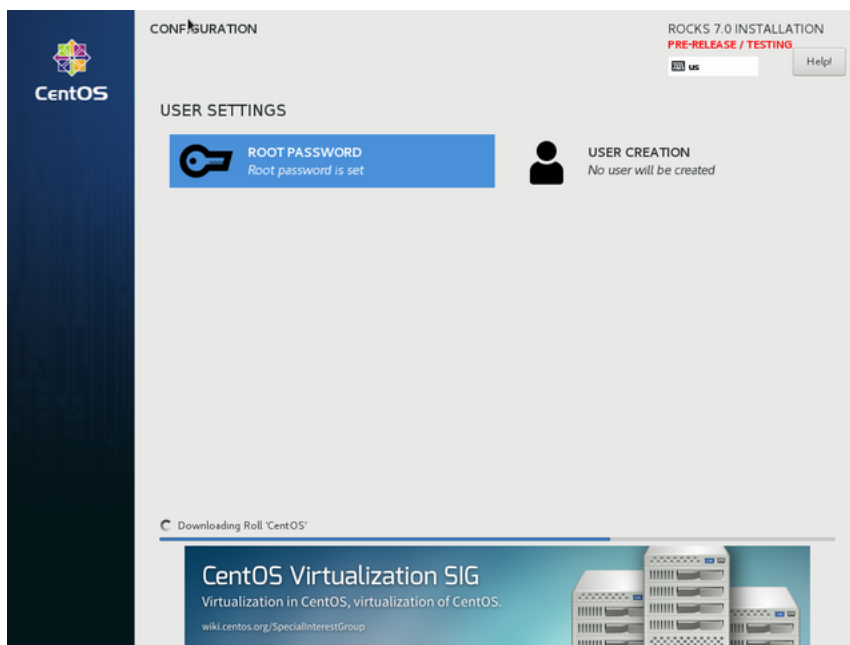 CONFIGURATION
ROCKS 7.0 INSTALLATION
PRE-RELEASE / TESTING
us
Help!
CentOS
USER SETTINGS
ROOT PASSWORD
Root password is set
USER CREATION
No user will be created
Downloading Roll 'CentOS'
CentOS Virtualization SIG
Virtualization in CentOS, virtualization of CentOS.
wiki.centos.org/SpecialInterestGroup